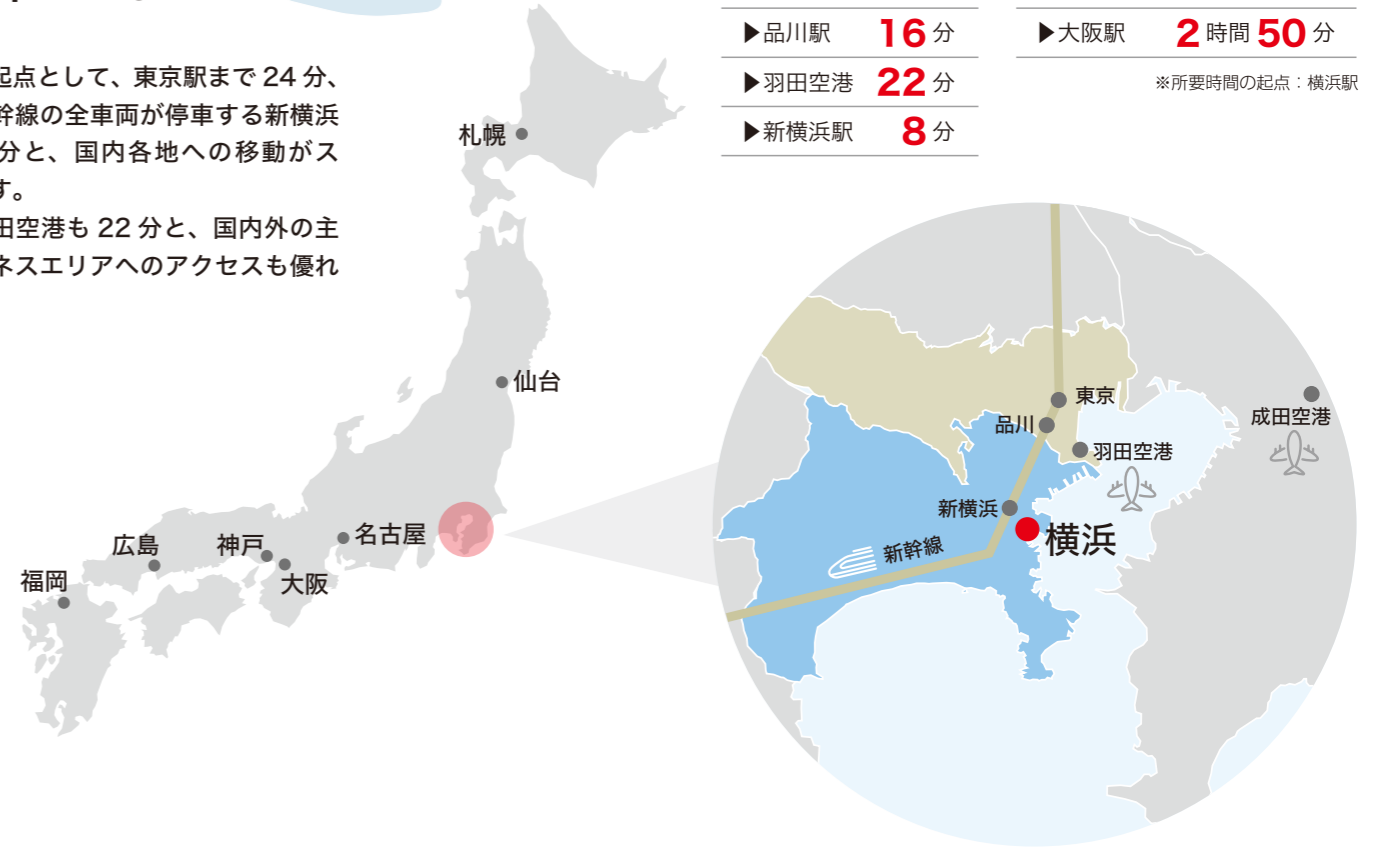 起点として、東京駅まで 24 分、
幹線の全車両が停車する新横浜
分と、国内各地への移動がス
す。
田空港も 22 分と、国内外の主
ネスエリアへのアクセスも優れ
▶品川駅 16 分
▶羽田空港 22 分
▶新横浜駅 8 分
▶大阪駅 2 時間 50 分
※所要時間の起点：横浜駅
札幌
仙台
名古屋
神戸
大阪
広島
福岡
東京
品川
羽田空港
成田空港
新横浜
横浜
新幹線